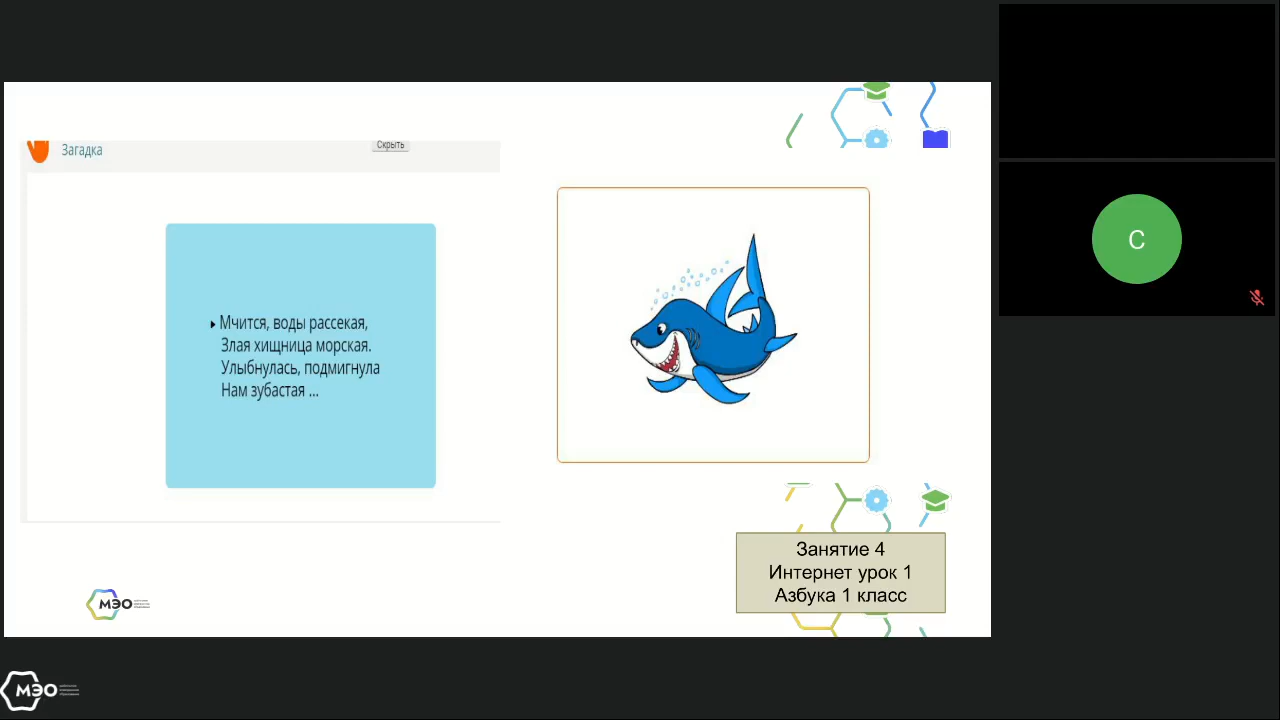 Загадка
Скрыть
Мчится, воды рассекая,
Злая хищница морская.
Улыбнулась, подмигнула
Нам зубастая ...
Занятие 4
Интернет урок 1
Азбука 1 класс
МЭО
С
МЭО